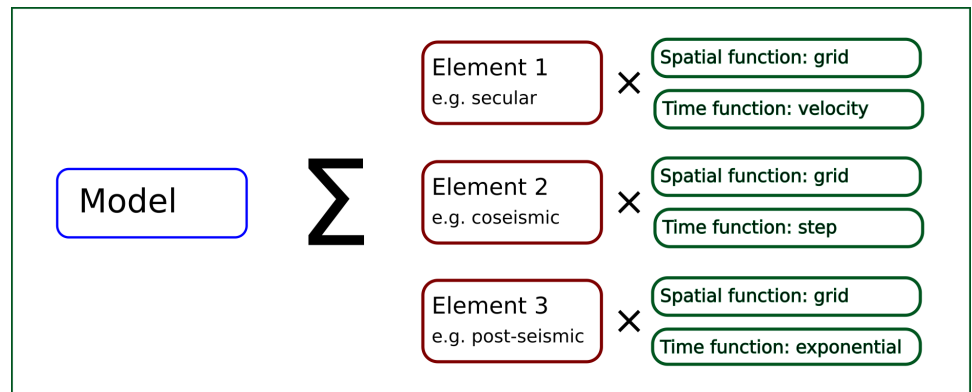 Model
Σ
Element 1
e.g. secular
×
Spatial function: grid
Time function: velocity
Element 2
e.g. coseismic
×
Spatial function: grid
Time function: step
Element 3
e.g. post-seismic
×
Spatial function: grid
Time function: exponential